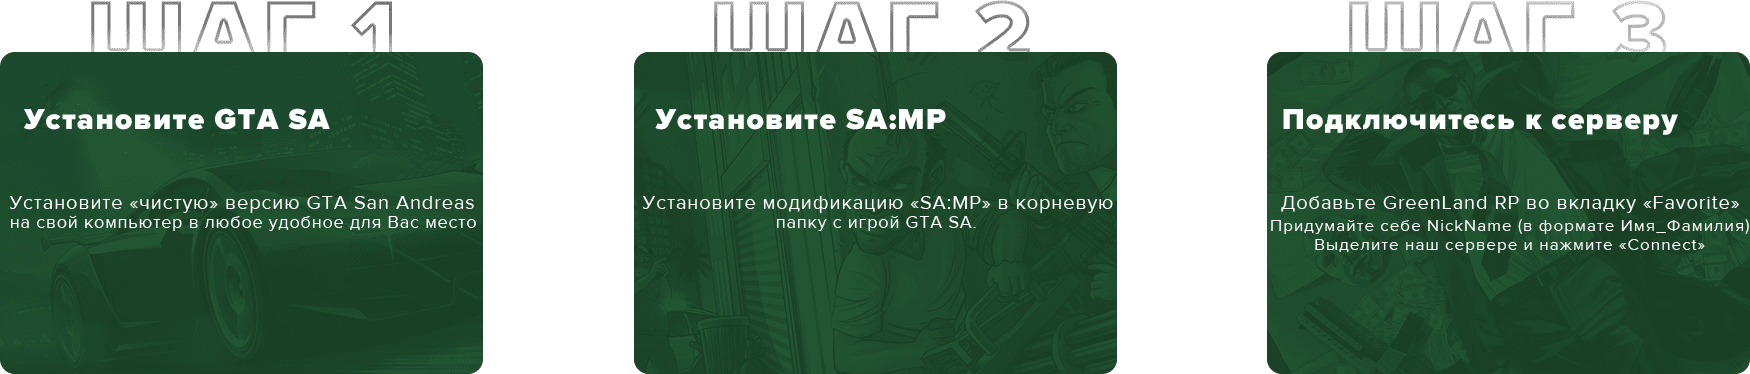 ШАГ 1
Установите GTA SA
Установите «чистую» версию GTA San Andreas
на свой компьютер в любое удобное для Вас место
ШАГ 2
Установите SA:MP
Установите модификацию «SA:MP» в корневую
папку с игрой GTA SA.
ШАГ 3
Подключитесь к серверу
Добавьте GreenLand RP во вкладку «Favorite»
Придумайте себе NickName (в формате Имя_Фамилия)
Выделите наш сервере и нажмите «Connect»